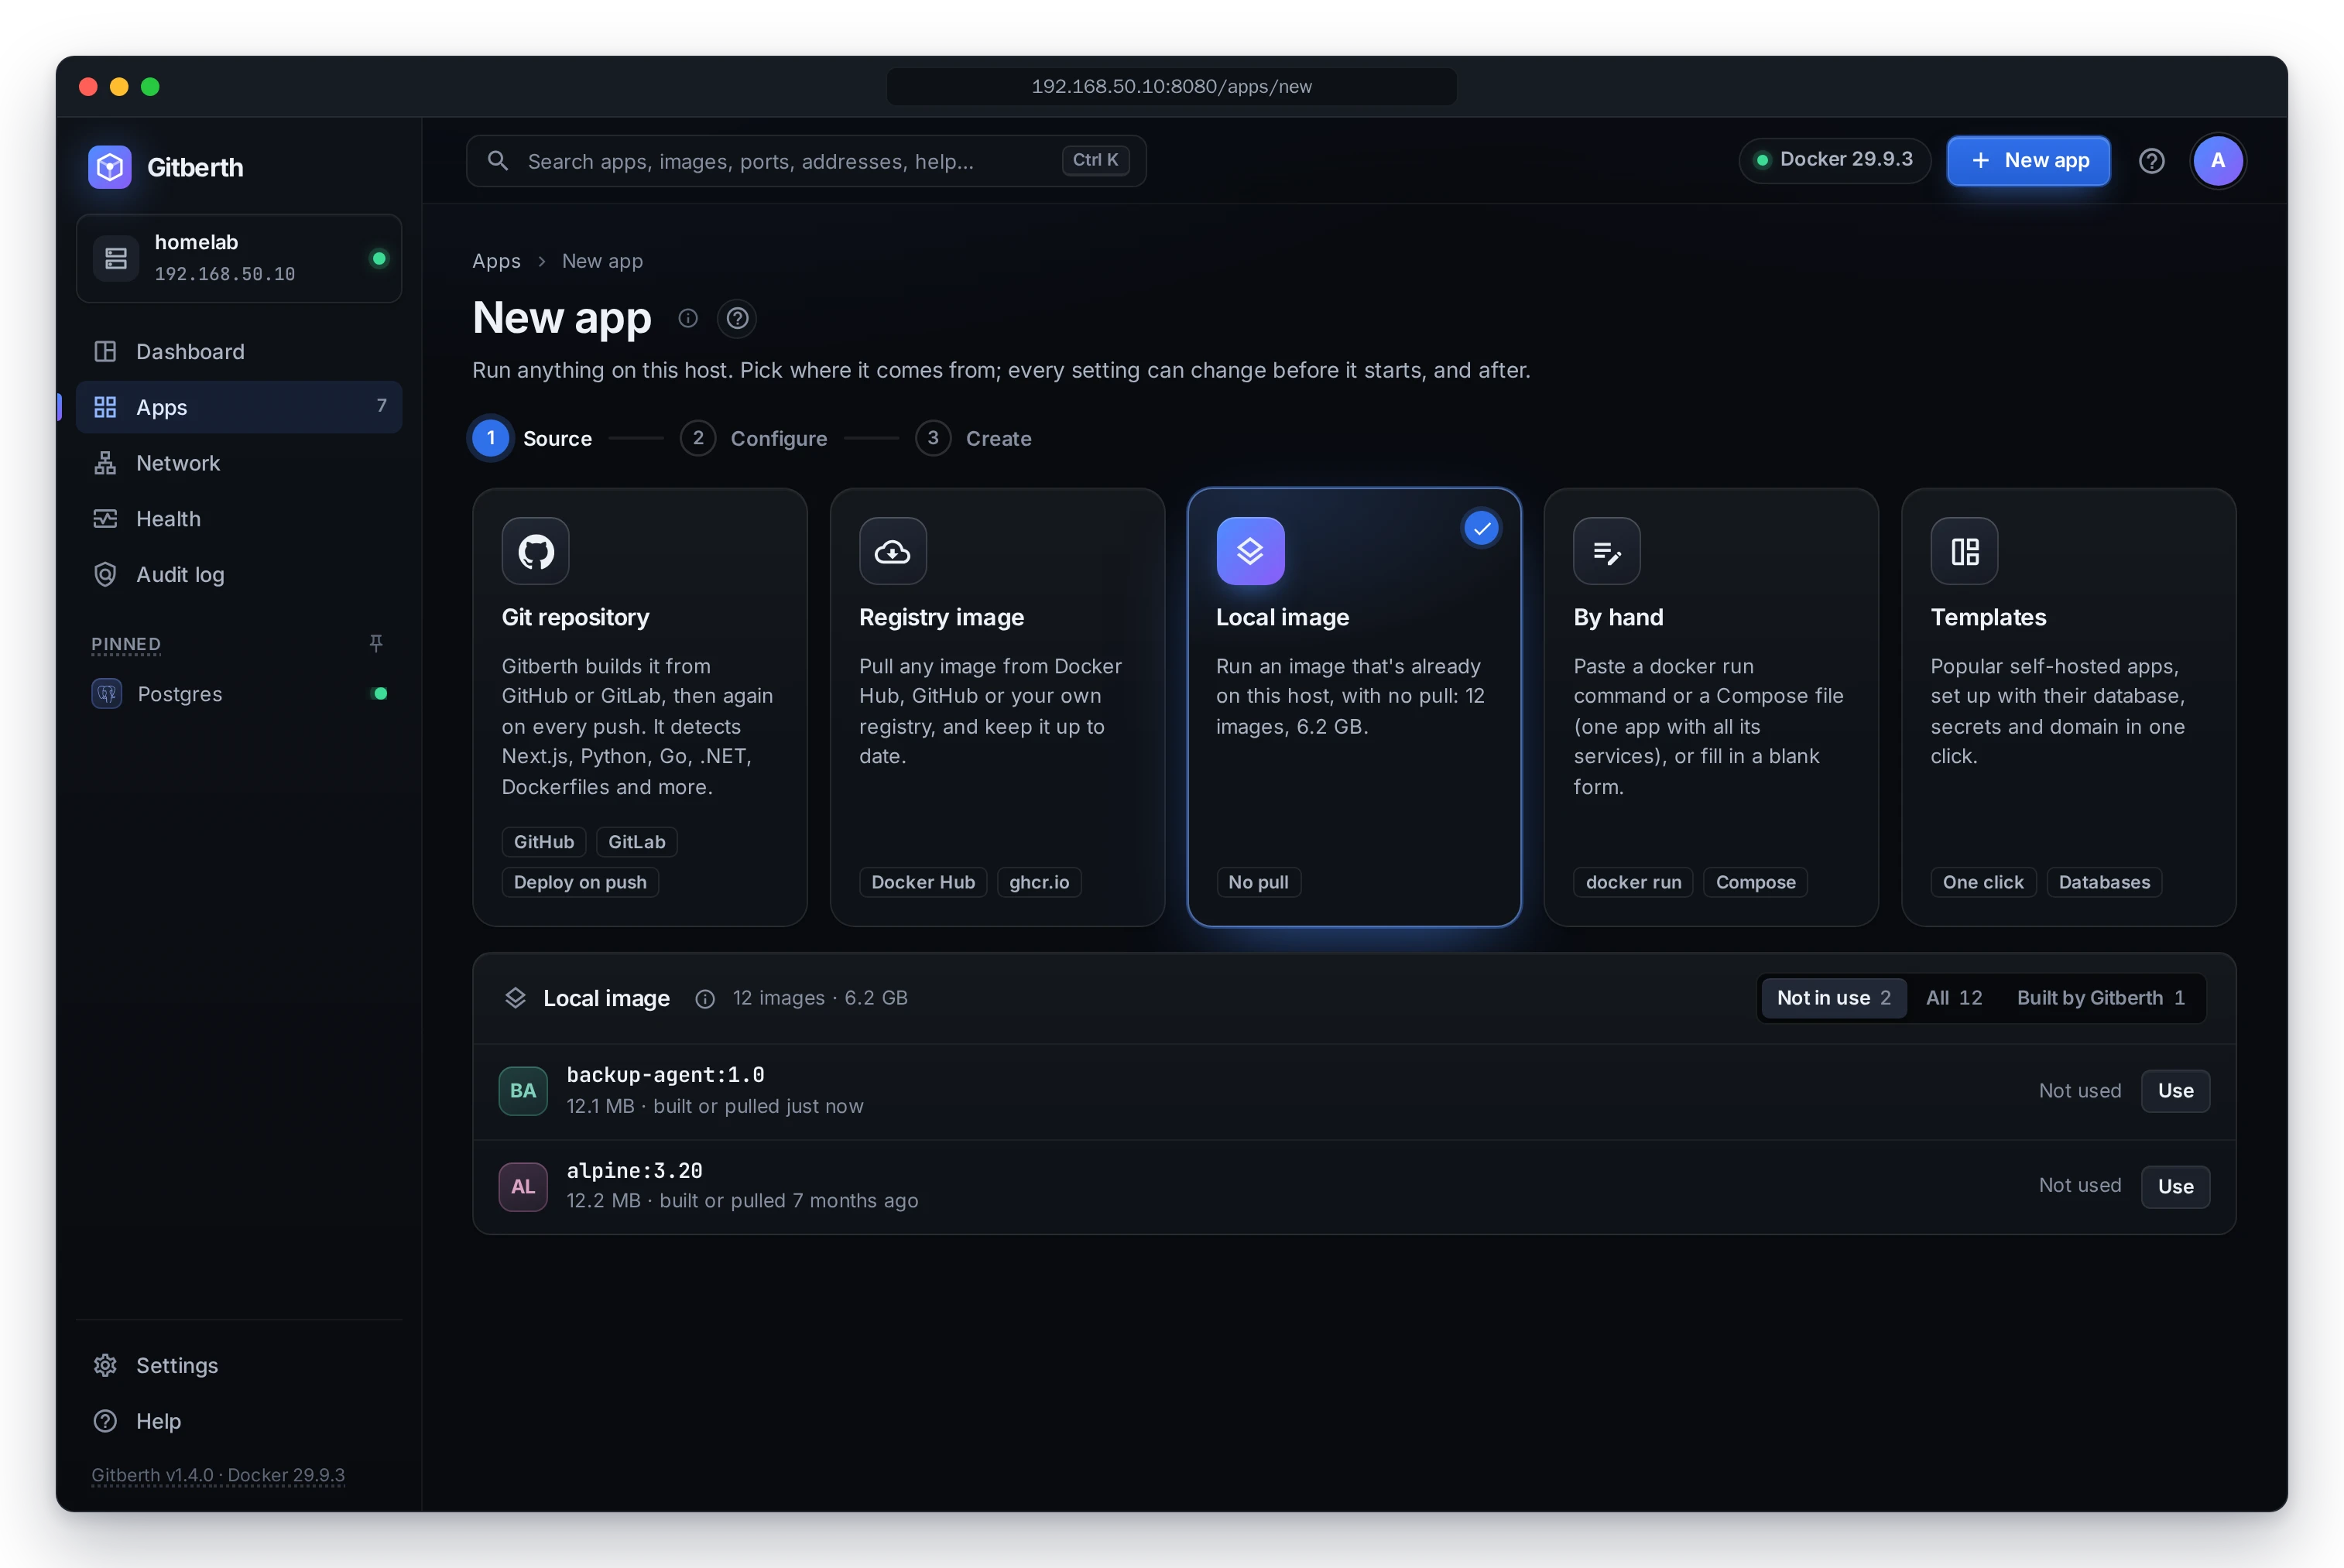 192.168.50.10:8080/apps/new
Gitberth
Search apps, images, ports, addresses, help...
Ctrl K
Docker 29.9.3
New app
A
homelab
192.168.50.10
Dashboard
Apps 7
Network
Health
Audit log
PINNED
Postgres
Settings
Help
Gitberth v1.4.0 · Docker 29.9.3
Apps > New app
New app
Run anything on this host. Pick where it comes from; every setting can change before it starts, and after.
1 Source 2 Configure 3 Create
Git repository
Gitberth builds it from
GitHub or GitLab, then again
on every push. It detects
Next.js, Python, Go, .NET,
Dockerfiles and more.
GitHub GitLab
Deploy on push
Registry image
Pull any image from Docker
Hub, GitHub or your own
registry, and keep it up to
date.
Docker Hub ghcr.io
Local image
Run an image that's already
on this host, with no pull: 12
images, 6.2 GB.
No pull
By hand
Paste a docker run
command or a Compose file
(one app with all its
services), or fill in a blank
form.
docker run Compose
Templates
Popular self-hosted apps,
set up with their database,
secrets and domain in one
click.
One click Databases
Local image 12 images · 6.2 GB
Not in use 2 All 12 Built by Gitberth 1
BA
backup-agent:1.0
12.1 MB · built or pulled just now
Not used Use
AL
alpine:3.20
12.2 MB · built or pulled 7 months ago
Not used Use